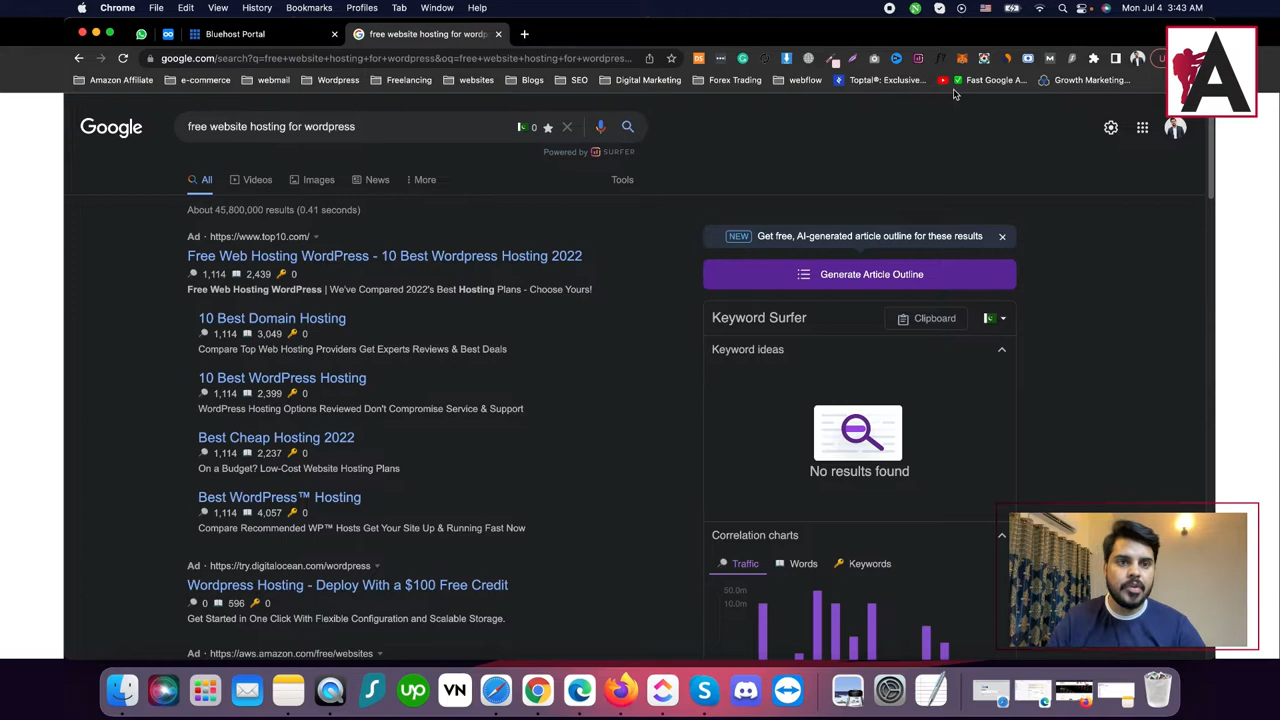 Chrome File Edit View History Bookmarks Profiles Tab Window Help Mon Jul 4 3:43 AM
Bluehost Portal free website hosting for wordp
google.com/search?q=free+website+hosting+for+wordpress&oq=free+website+hosting+for+wordpres...
Amazon Affiliate e-commerce webmail Wordpress Freelancing websites Blogs SEO Digital Marketing Forex Trading webflow Toptal®: Exclusive... Fast Google A... Growth Marketing...
A
Google free website hosting for wordpress 0
Powered by SURFER
All Videos Images News More Tools
About 45,800,000 results (0.41 seconds)
Ad · https://www.top10.com/
Free Web Hosting WordPress - 10 Best Wordpress Hosting 2022
1,114 2,439 0
Free Web Hosting WordPress | We've Compared 2022's Best Hosting Plans - Choose Yours!
10 Best Domain Hosting
1,114 3,049 0
Compare Top Web Hosting Providers Get Experts Reviews & Best Deals
10 Best WordPress Hosting
1,114 2,399 0
WordPress Hosting Options Reviewed Don't Compromise Service & Support
Best Cheap Hosting 2022
1,114 2,237 0
On a Budget? Low-Cost Website Hosting Plans
Best WordPress™ Hosting
1,114 4,057 0
Compare Recommended WP™ Hosts Get Your Site Up & Running Fast Now
Ad · https://try.digitalocean.com/wordpress
Wordpress Hosting - Deploy With a $100 Free Credit
0 596 0
Get Started in One Click With Flexible Configuration and Scalable Storage.
Ad · https://aws.amazon.com/free/websites
NEW Get free, AI-generated article outline for these results
Generate Article Outline
Keyword Surfer Clipboard
Keyword ideas
No results found
Correlation charts
Traffic Words Keywords
50.0m
10.0m
up VN